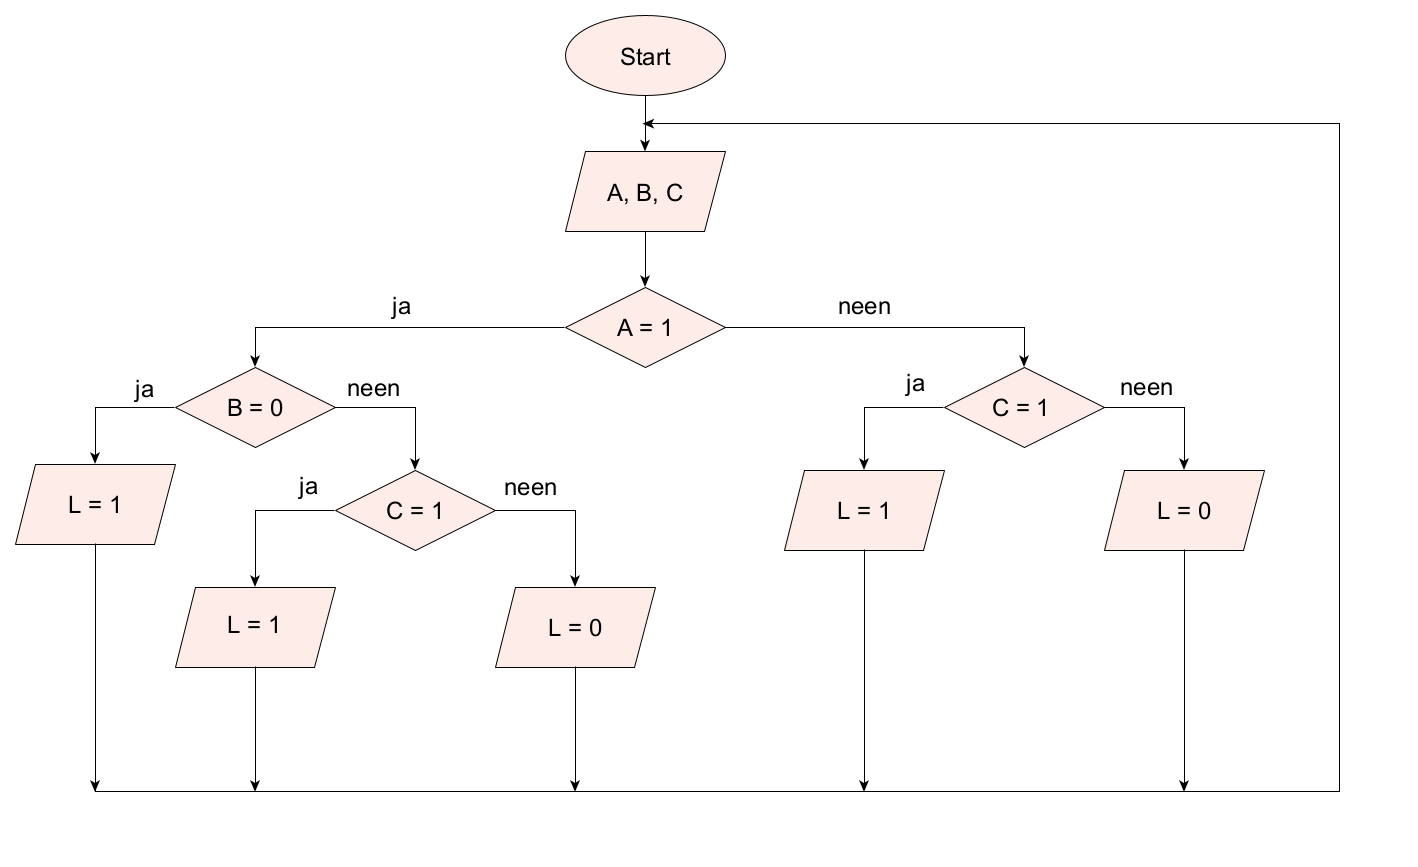 Start
A, B, C
A = 1
ja
neen
B = 0
ja
neen
C = 1
ja
neen
L = 1
C = 1
ja
neen
L = 1
L = 0
L = 1
L = 0